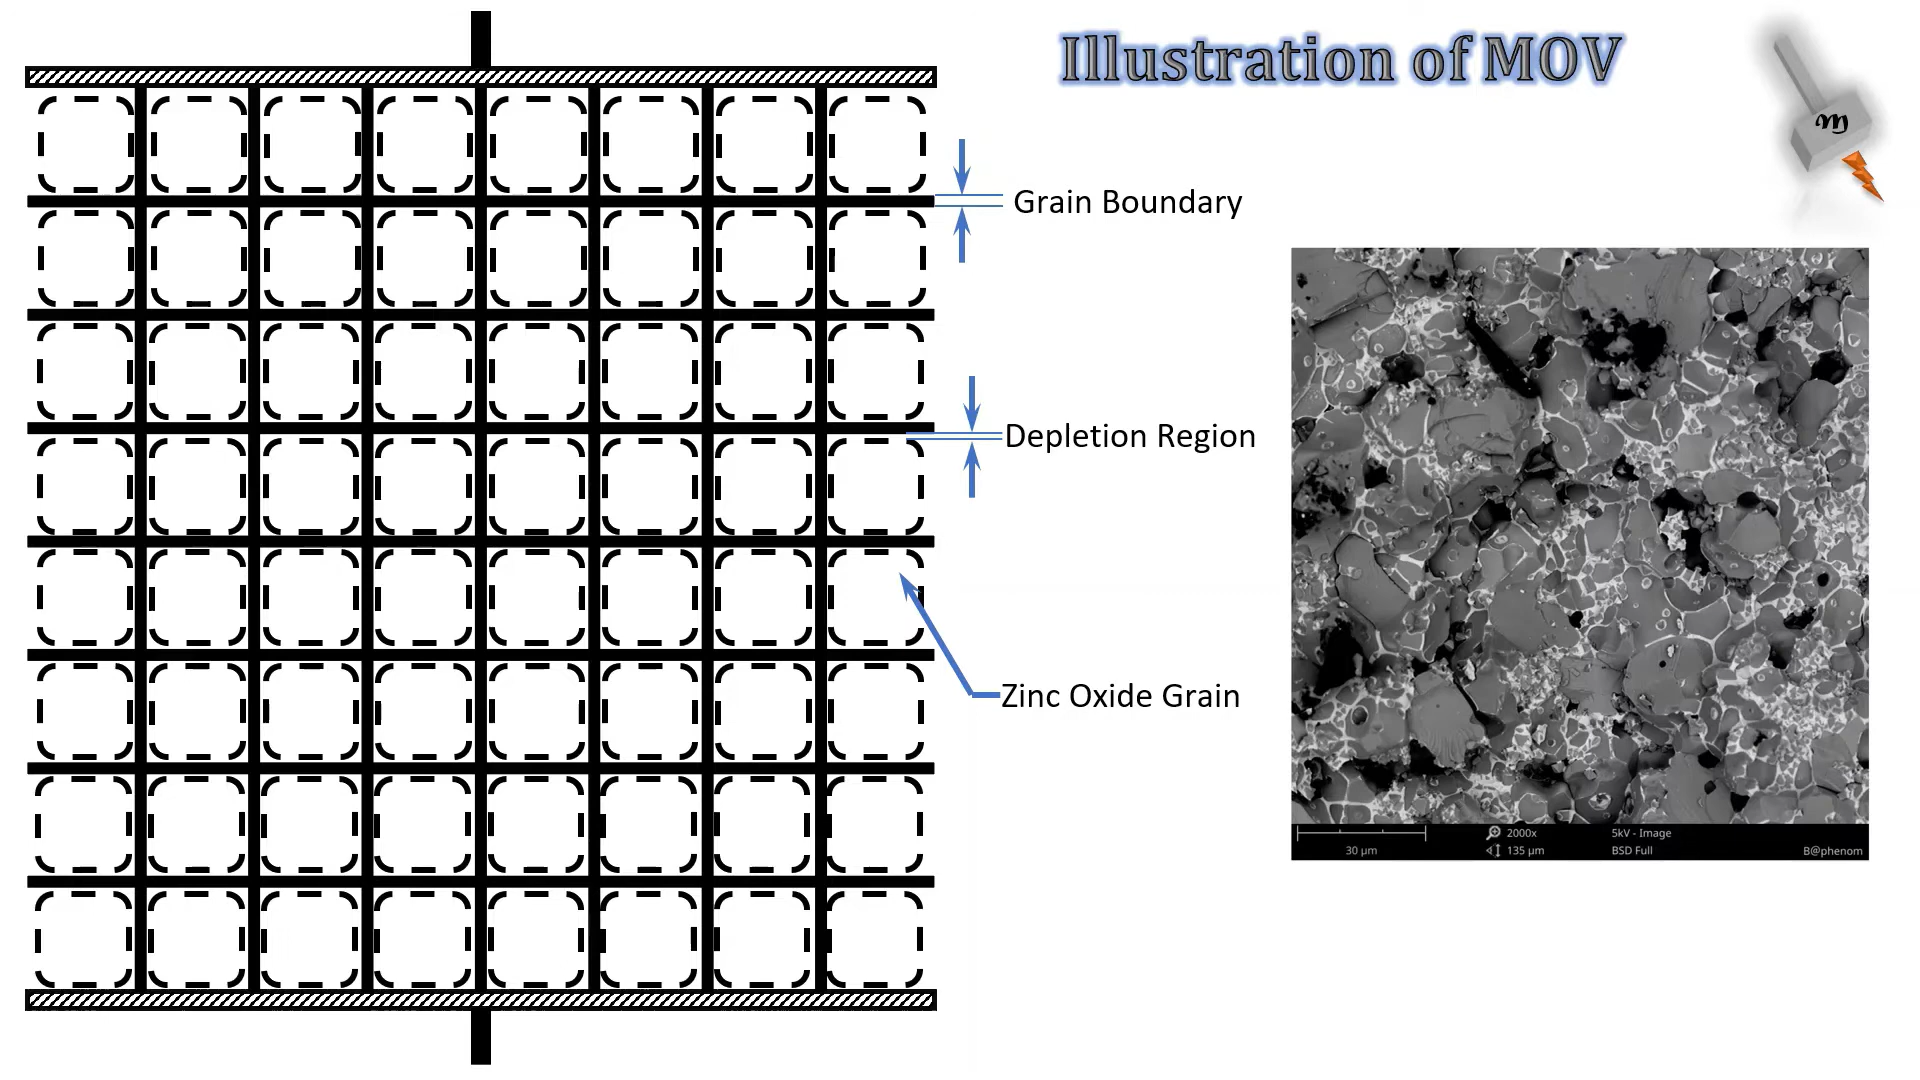 Illustration of MOV
m
Grain Boundary
Depletion Region
Zinc Oxide Grain
30 µm
2000x
135 µm
5kV - Image
BSD Full
B@phenom